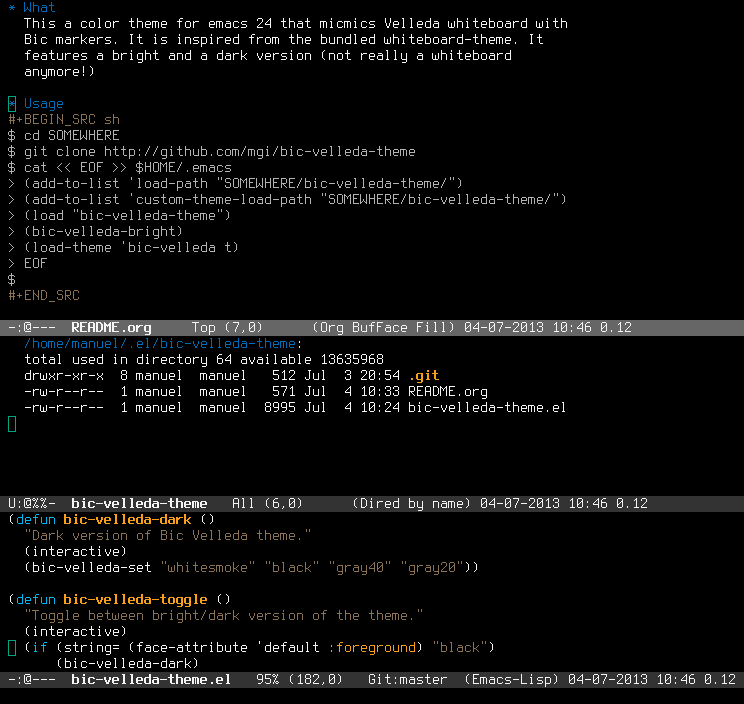 * What
  This a color theme for emacs 24 that micmics Velleda whiteboard with
  Bic markers. It is inspired from the bundled whiteboard-theme. It
  features a bright and a dark version (not really a whiteboard
  anymore!)
* Usage
#+BEGIN_SRC sh
$ cd SOMEWHERE
$ git clone http://github.com/mgi/bic-velleda-theme
$ cat << EOF >> $HOME/.emacs
> (add-to-list 'load-path "SOMEWHERE/bic-velleda-theme/")
> (add-to-list 'custom-theme-load-path "SOMEWHERE/bic-velleda-theme/")
> (load "bic-velleda-theme")
> (bic-velleda-bright)
> (load-theme 'bic-velleda t)
> EOF
$
#+END_SRC
-:@---  README.org     Top (7,0)      (Org BufFace Fill) 04-07-2013 10:46 0.12
  /home/manuel/.el/bic-velleda-theme:
  total used in directory 64 available 13635968
  drwxr-xr-x  8 manuel  manuel   512 Jul  3 20:54 .git
  -rw-r--r--  1 manuel  manuel   571 Jul  4 10:33 README.org
  -rw-r--r--  1 manuel  manuel  8995 Jul  4 10:24 bic-velleda-theme.el
U:@%%-  bic-velleda-theme   All (6,0)      (Dired by name) 04-07-2013 10:46 0.12
(defun bic-velleda-dark ()
  "Dark version of Bic Velleda theme."
  (interactive)
  (bic-velleda-set "whitesmoke" "black" "gray40" "gray20"))
(defun bic-velleda-toggle ()
  "Toggle between bright/dark version of the theme."
  (interactive)
  (if (string= (face-attribute 'default :foreground) "black")
      (bic-velleda-dark)
-:@---  bic-velleda-theme.el   95% (182,0)   Git:master  (Emacs-Lisp) 04-07-2013 10:46 0.12